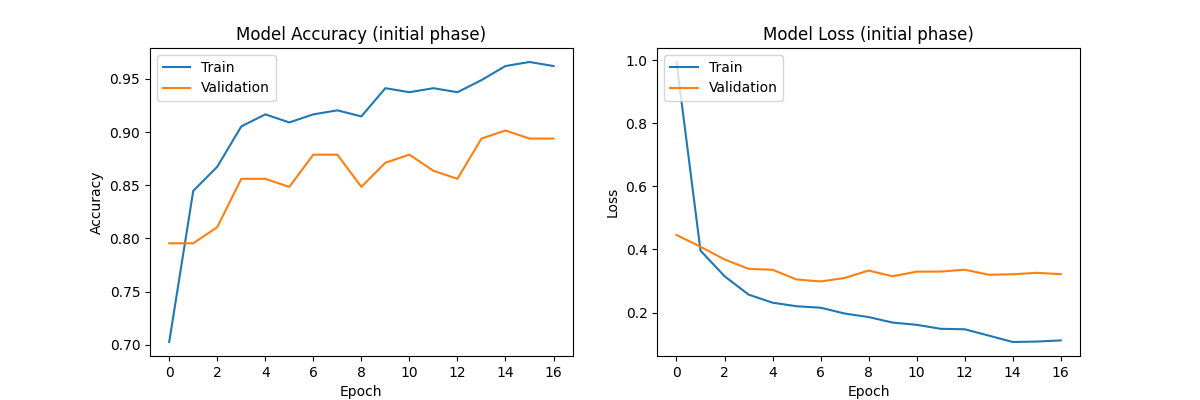 Model Accuracy (initial phase)
Train
Validation
0.95
0.90
0.85
0.80
0.75
0.70
Accuracy
0 2 4 6 8 10 12 14 16
Epoch
Model Loss (initial phase)
Train
Validation
1.0
0.8
0.6
0.4
0.2
Loss
0 2 4 6 8 10 12 14 16
Epoch